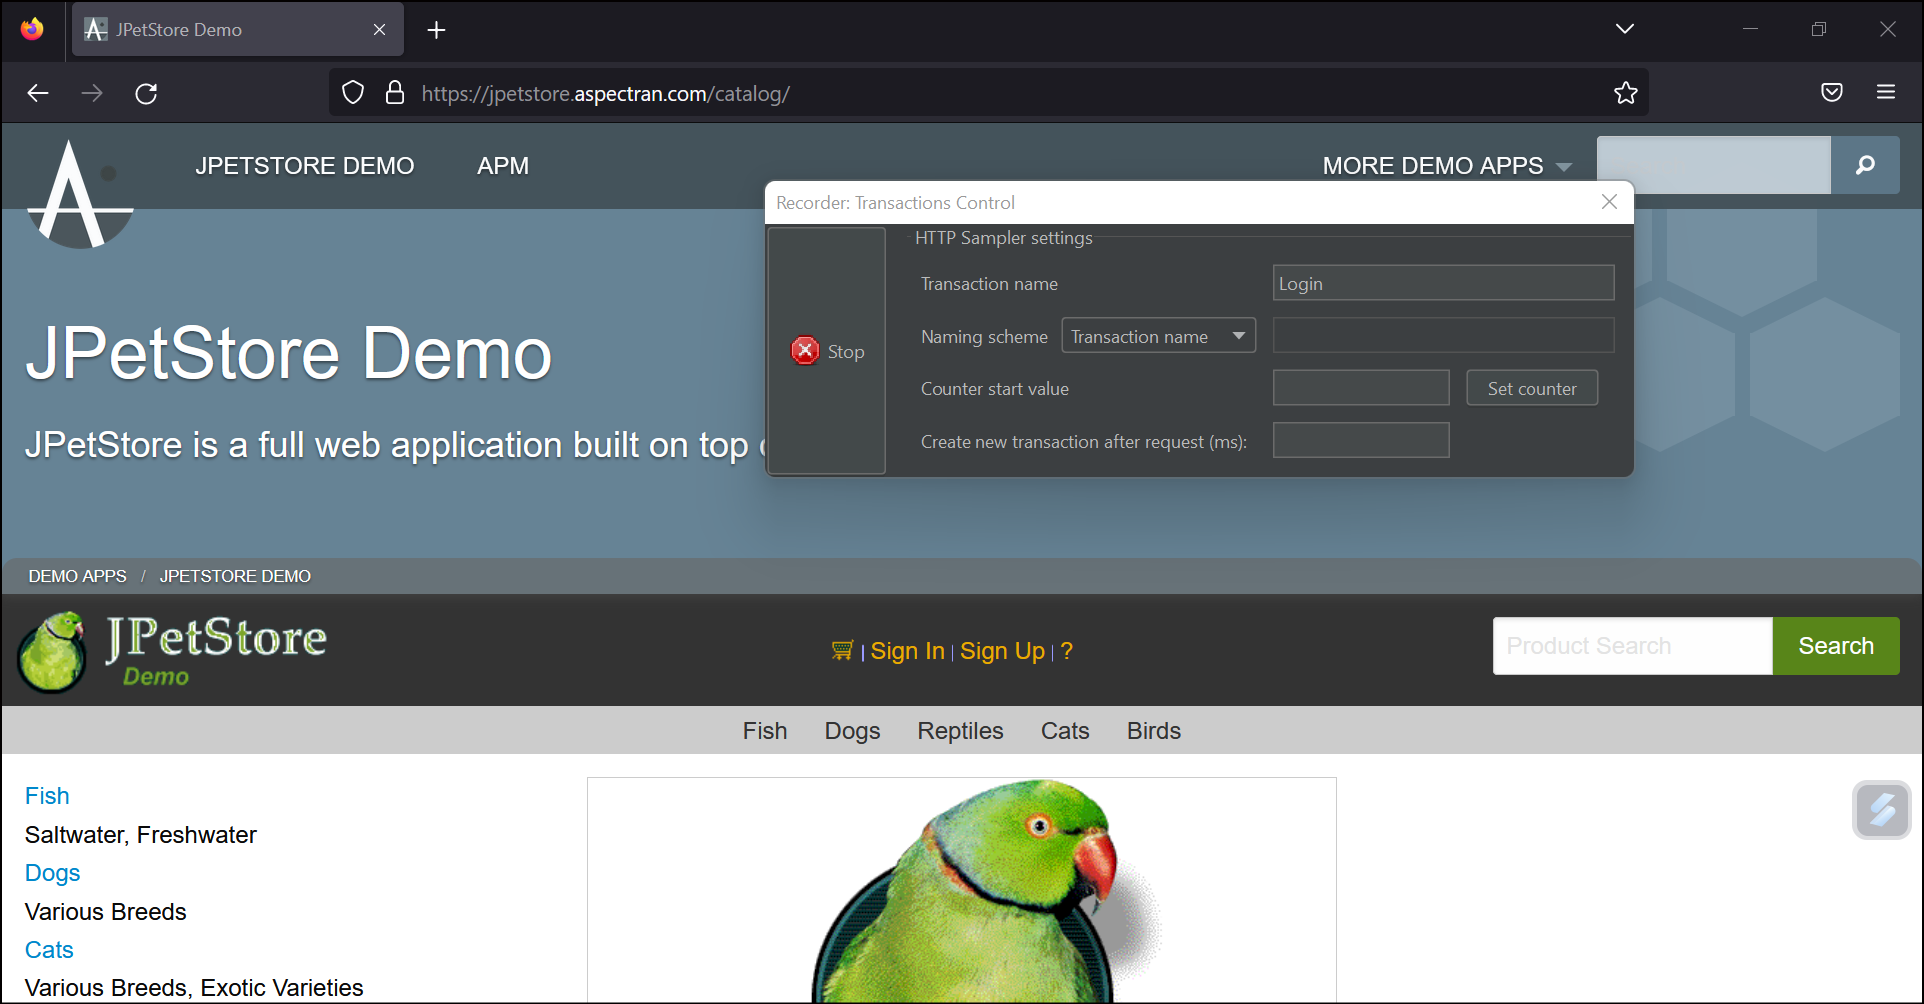 JPetStore Demo
https://jpetstore.aspectran.com/catalog/
JPETSTORE DEMO APM MORE DEMO APPS
Recorder: Transactions Control
HTTP Sampler settings
Transaction name Login
Naming scheme Transaction name
Stop
Counter start value Set counter
Create new transaction after request (ms):
JPetStore Demo
JPetStore is a full web application built on top
DEMO APPS / JPETSTORE DEMO
JPetStore
Demo
| Sign In | Sign Up | ?
Product Search Search
Fish Dogs Reptiles Cats Birds
Fish
Saltwater, Freshwater
Dogs
Various Breeds
Cats
Various Breeds, Exotic Varieties